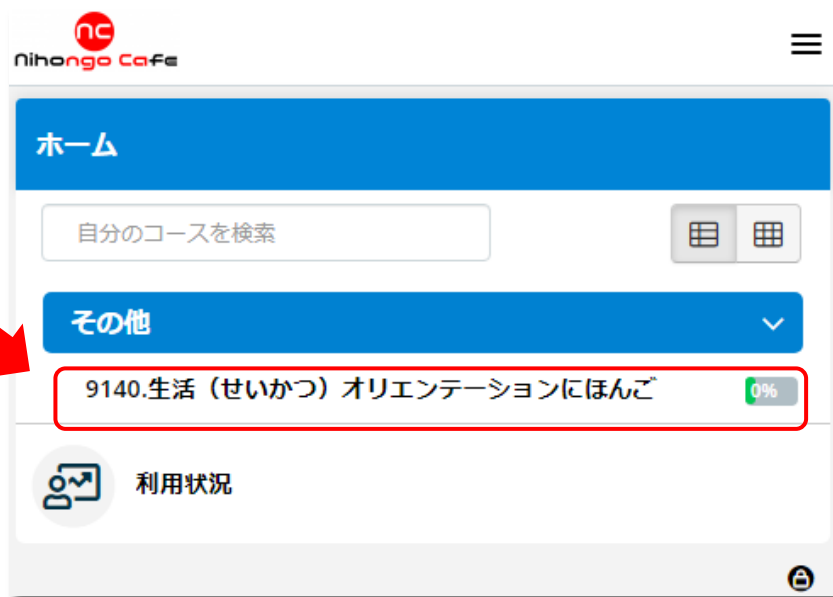 nc
Nihongo Cafe
ホーム
自分のコースを検索
その他
9140.生活（せいかつ）オリエンテーションにほんご 0%
利用状況